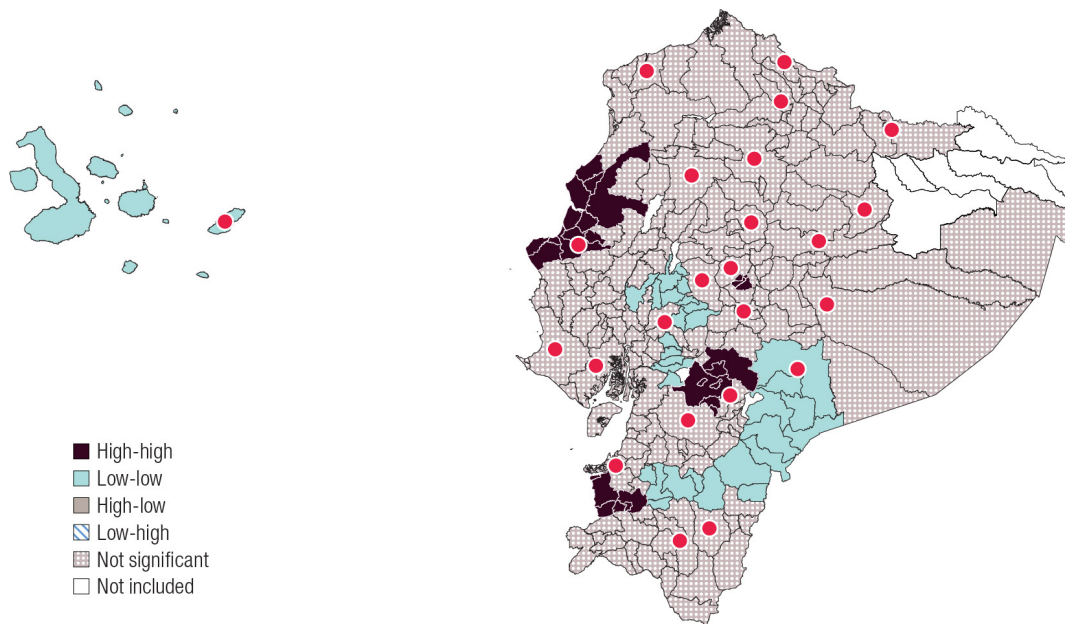 High-high
Low-low
High-low
Low-high
Not significant
Not included